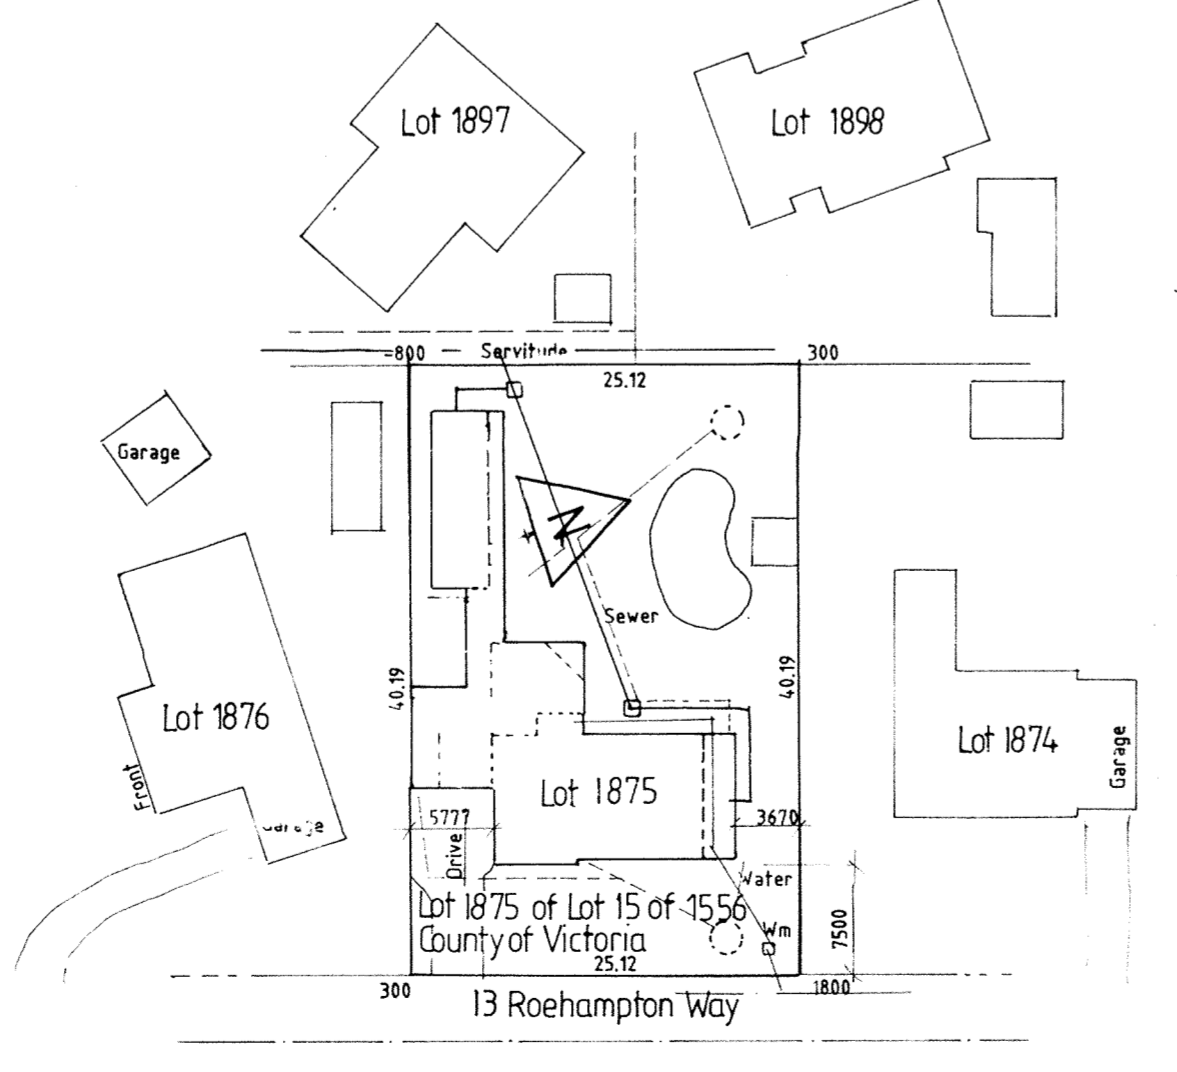 Lot 1897
Lot 1898
=800
Servitude
300
25.12
Garage
Sewer
40.19
40.19
Lot 1876
Lot 1874
Garage
Front
Lot 1875
5777
3670
Garage
Drive
Water
Lot 1875 of Lot 15 of 1556
Wm
County of Victoria
7500
25.12
300
1800
13 Roehampton Way